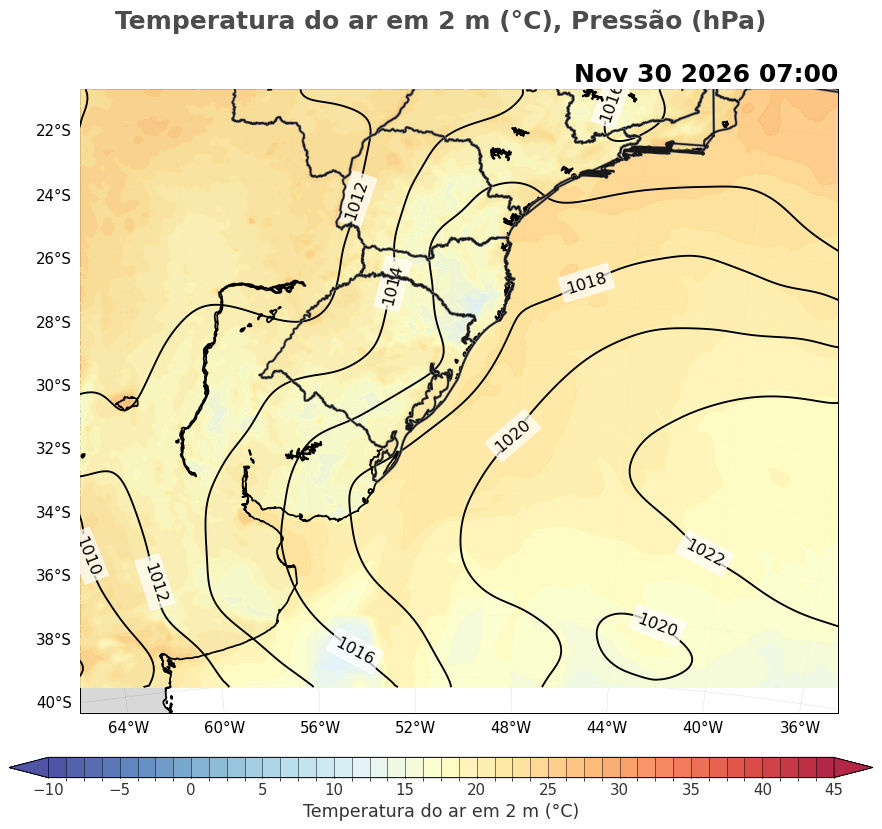 Temperatura do ar em 2 m (°C), Pressão (hPa)
Nov 30 2026 07:00
1016
22°S
24°S
1012
26°S
1014
1018
28°S
30°S
32°S
1020
34°S
1010
1012
1022
36°S
1020
38°S
1016
40°S
64°W 60°W 56°W 52°W 48°W 44°W 40°W 36°W
−10 −5 0 5 10 15 20 25 30 35 40 45
Temperatura do ar em 2 m (°C)